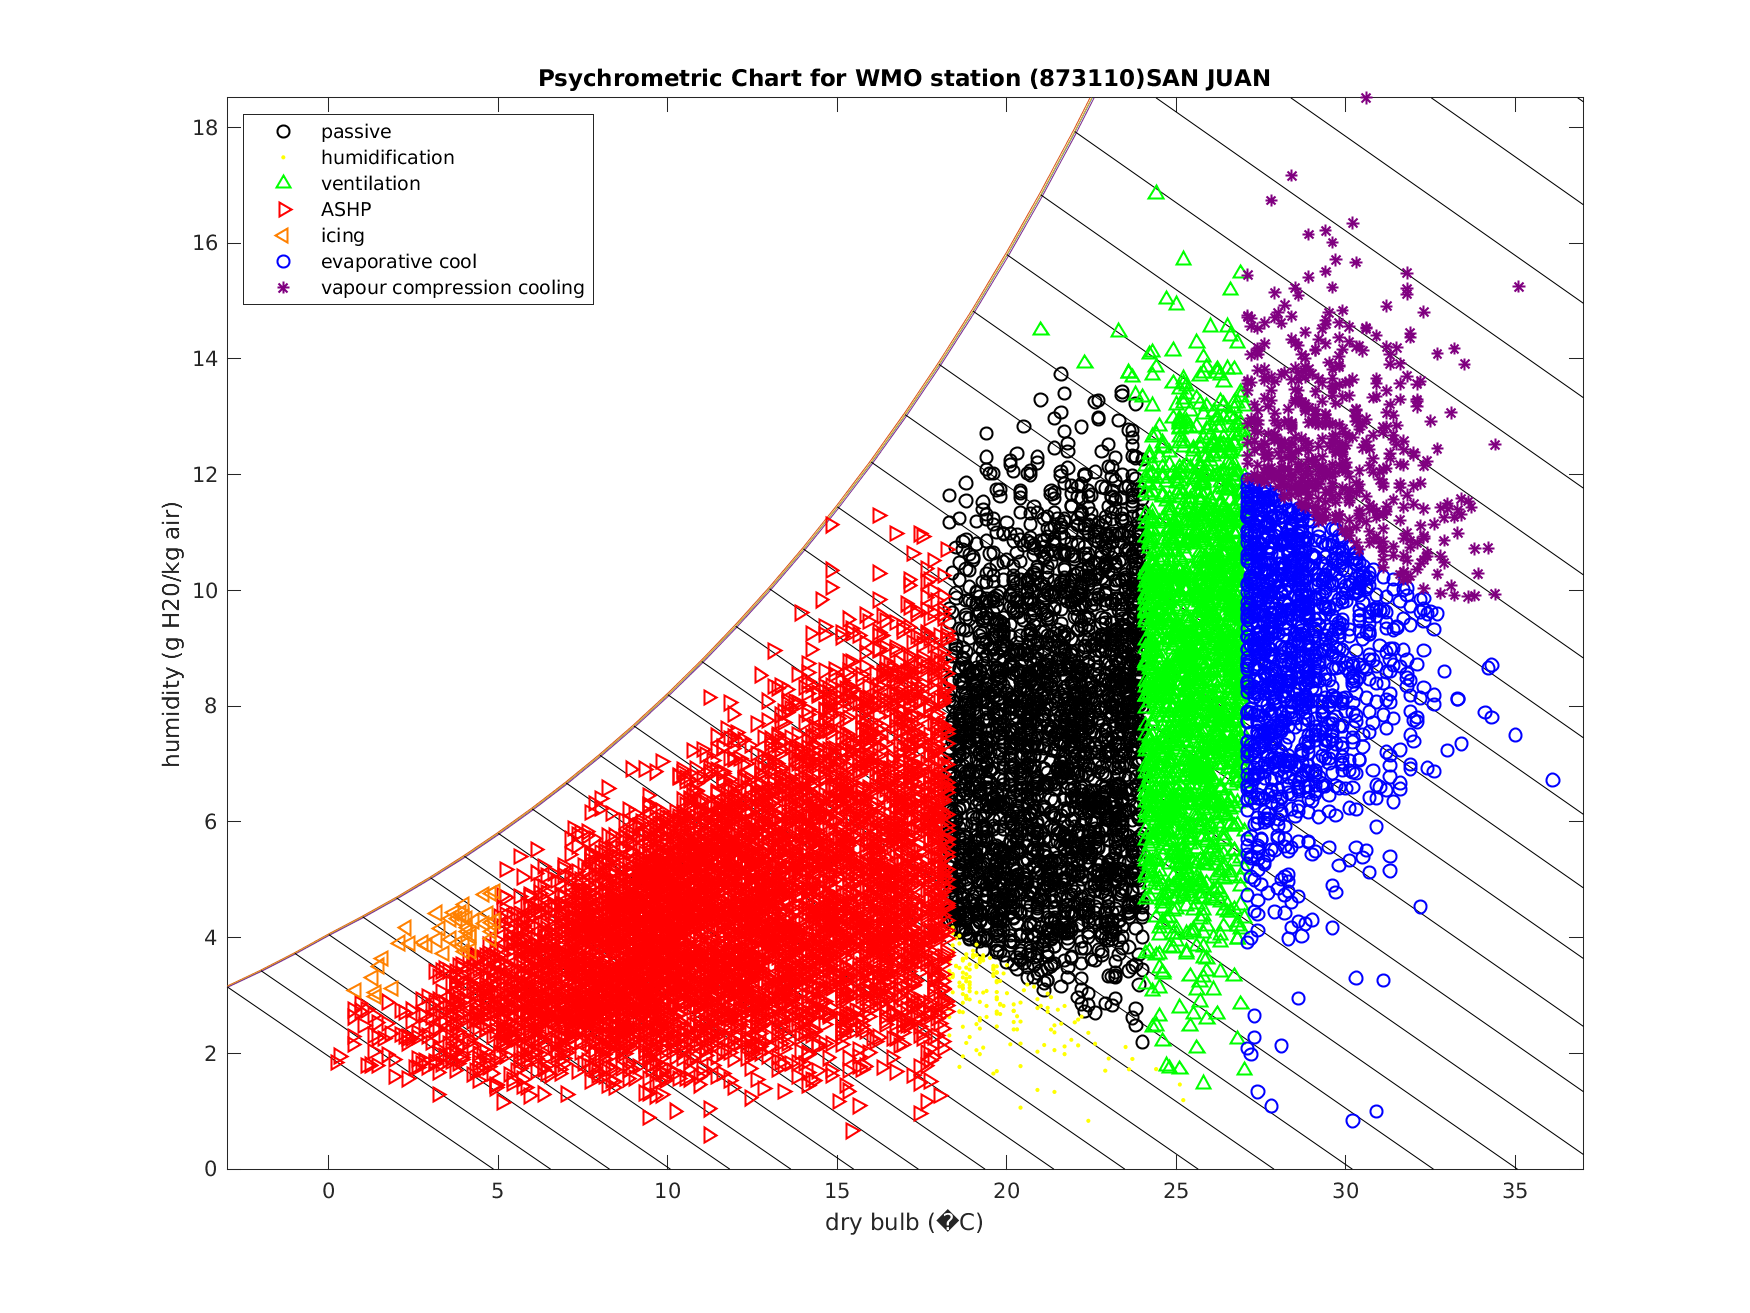 Psychrometric Chart for WMO station (873110)SAN JUAN
passive
humidification
ventilation
ASHP
icing
evaporative cool
vapour compression cooling
humidity (g H20/kg air)
18
16
14
12
10
8
6
4
2
0
0 5 10 15 20 25 30 35
dry bulb (�C)